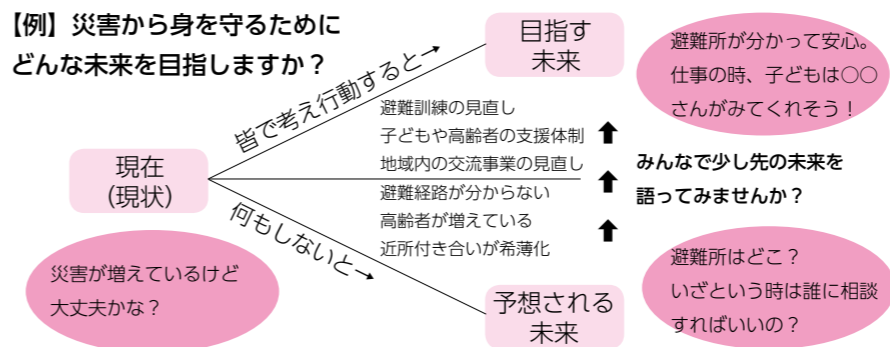 【例】災害から身を守るために
どんな未来を目指しますか？
目指す
未来
避難所が分かって安心。
仕事の時、子どもは○○
さんがみてくれそう！
皆で考え行動すると→
避難訓練の見直し
子どもや高齢者の支援体制
地域内の交流事業の見直し
現在
（現状）
みんなで少し先の未来を
語ってみませんか？
避難経路が分からない
高齢者が増えている
近所付き合いが希薄化
何もしないと→
災害が増えているけど
大丈夫かな？
予想される
未来
避難所はどこ？
いざという時は誰に相談
すればいいの？